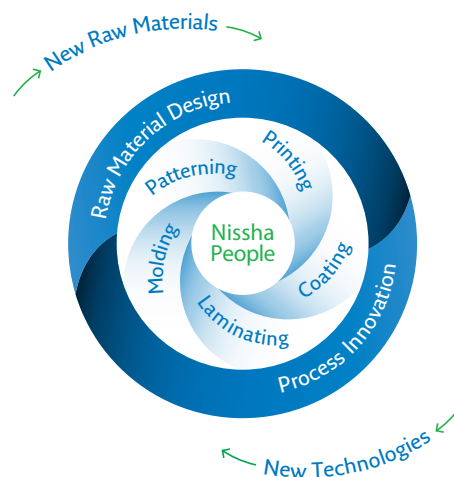 New Raw Materials
Raw Material Design
Printing
Patterning
Nissha
People
Molding
Coating
Laminating
Process Innovation
New Technologies